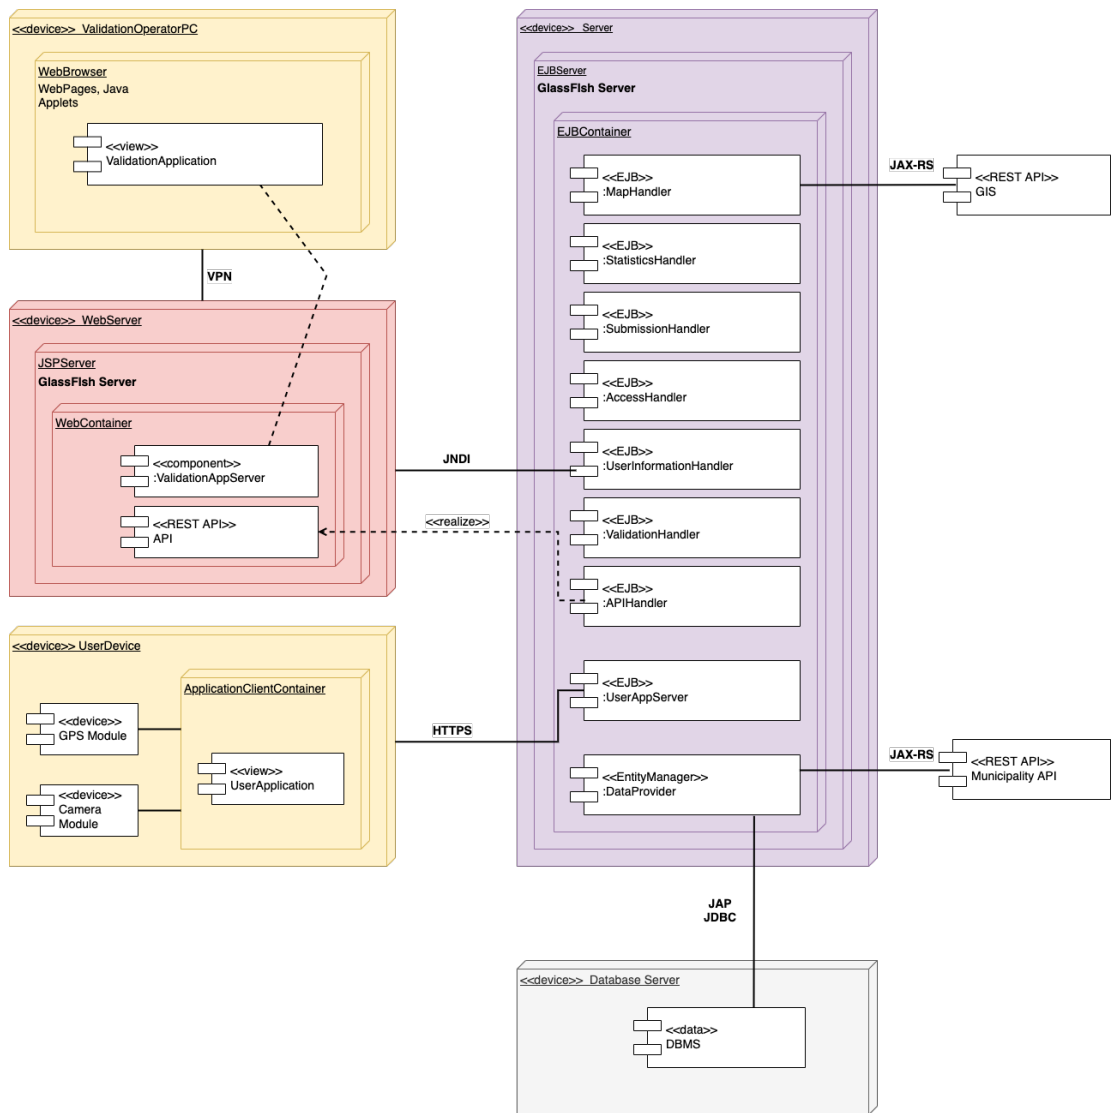 <<device>> ValidationOperatorPC
WebBrowser
WebPages, Java
Applets
<<view>>
ValidationApplication
VPN
<<device>> WebServer
JSPServer
GlassFIsh Server
WebContainer
<<component>>
:ValidationAppServer
<<REST API>>
API
<<device>> UserDevice
ApplicationClientContainer
<<device>>
GPS Module
<<view>>
UserApplication
<<device>>
Camera
Module
JNDI
<<realize>>
HTTPS
<<device>> Server
EJBServer
GlassFIsh Server
EJBContainer
<<EJB>>
:MapHandler
<<EJB>>
:StatisticsHandler
<<EJB>>
:SubmissionHandler
<<EJB>>
:AccessHandler
<<EJB>>
:UserInformationHandler
<<EJB>>
:ValidationHandler
<<EJB>>
:APIHandler
<<EJB>>
:UserAppServer
<<EntityManager>>
:DataProvider
JAX-RS
<<REST API>>
GIS
JAX-RS
<<REST API>>
Municipality API
JAP
JDBC
<<device>> Database Server
<<data>>
DBMS